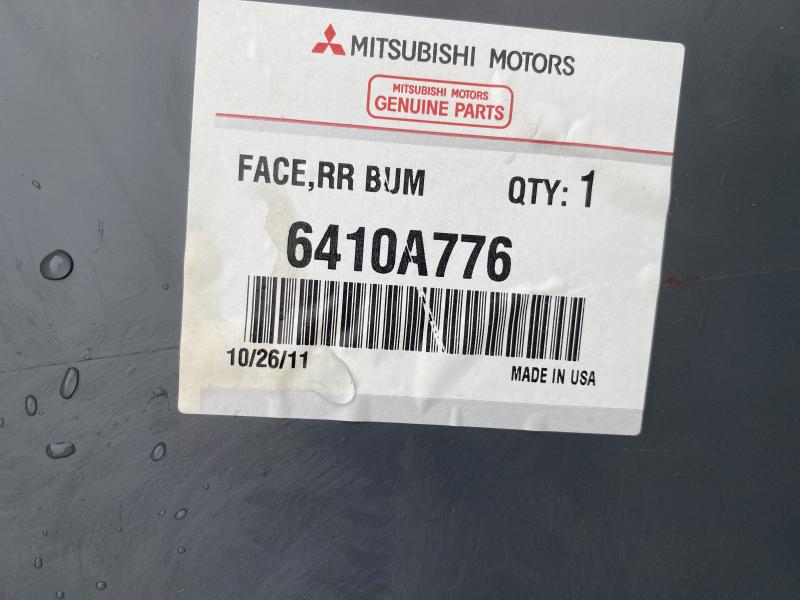 MITSUBISHI MOTORS
MITSUBISHI MOTORS
GENUINE PARTS
FACE,RR BUM QTY: 1
6410A776
10/26/11 MADE IN USA